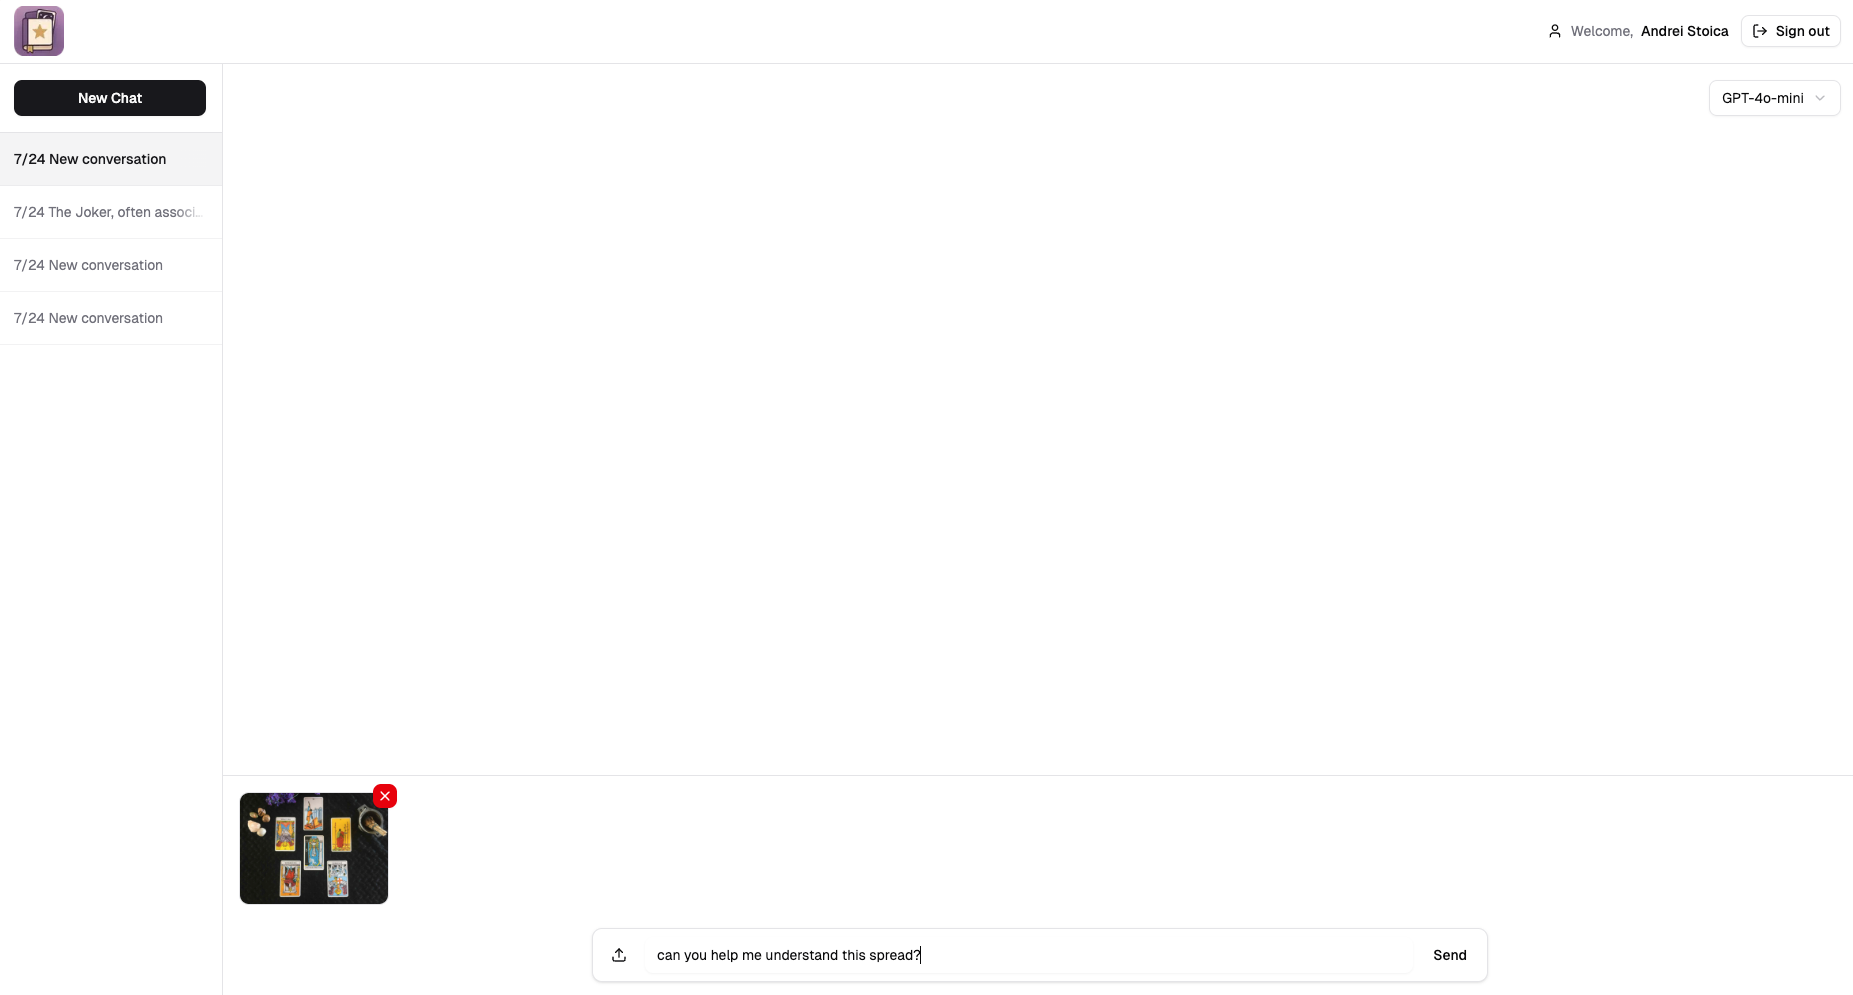 Welcome, Andrei Stoica
Sign out
New Chat
GPT-4o-mini
7/24 New conversation
7/24 The Joker, often associ...
7/24 New conversation
7/24 New conversation
can you help me understand this spread?
Send